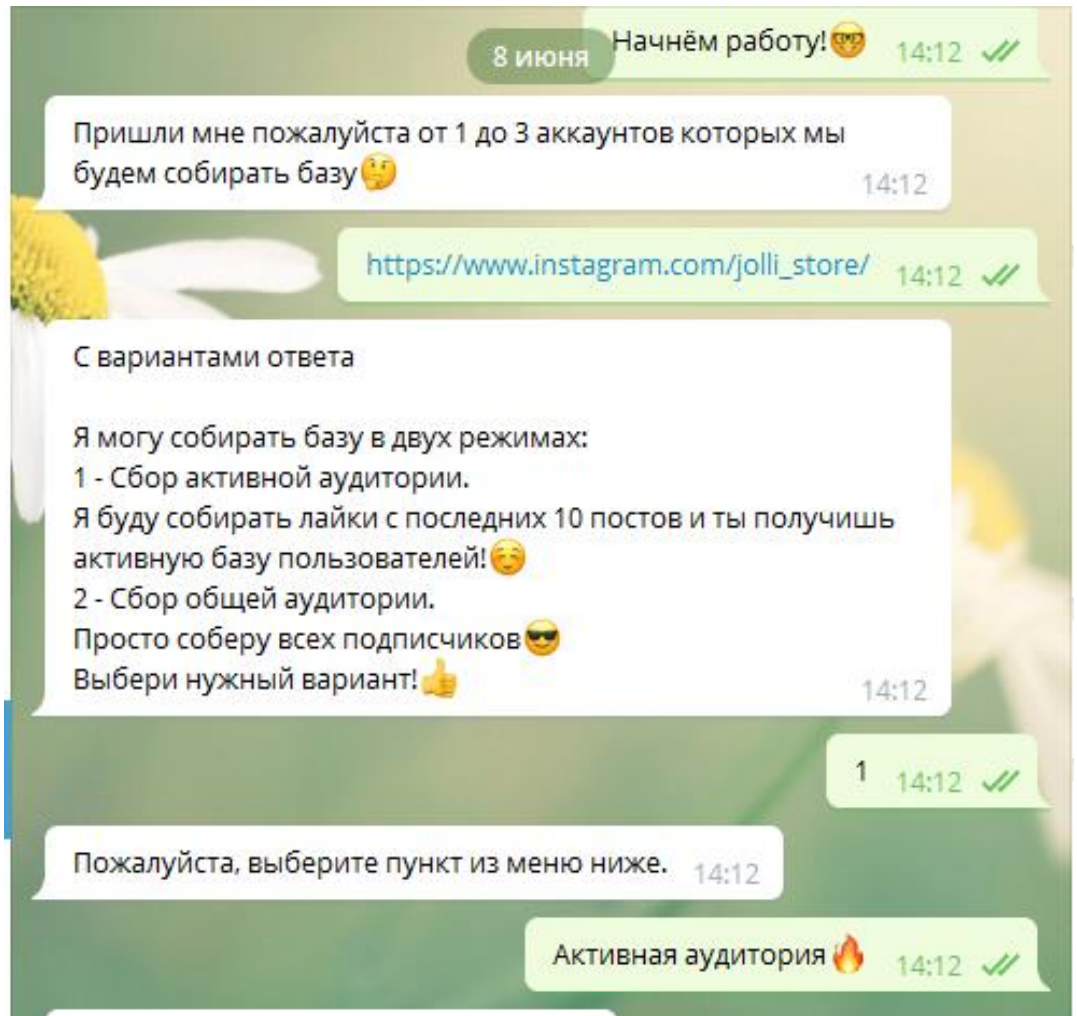 Начнём работу!🤓 14:12
8 июня
Пришли мне пожалуйста от 1 до 3 аккаунтов которых мы
будем собирать базу🤔 14:12
https://www.instagram.com/jolli_store/ 14:12
С вариантами ответа
Я могу собирать базу в двух режимах:
1 - Сбор активной аудитории.
Я буду собирать лайки с последних 10 постов и ты получишь
активную базу пользователей!☺️
2 - Сбор общей аудитории.
Просто соберу всех подписчиков😎
Выбери нужный вариант!👍 14:12
1 14:12
Пожалуйста, выберите пункт из меню ниже. 14:12
Активная аудитория🔥 14:12